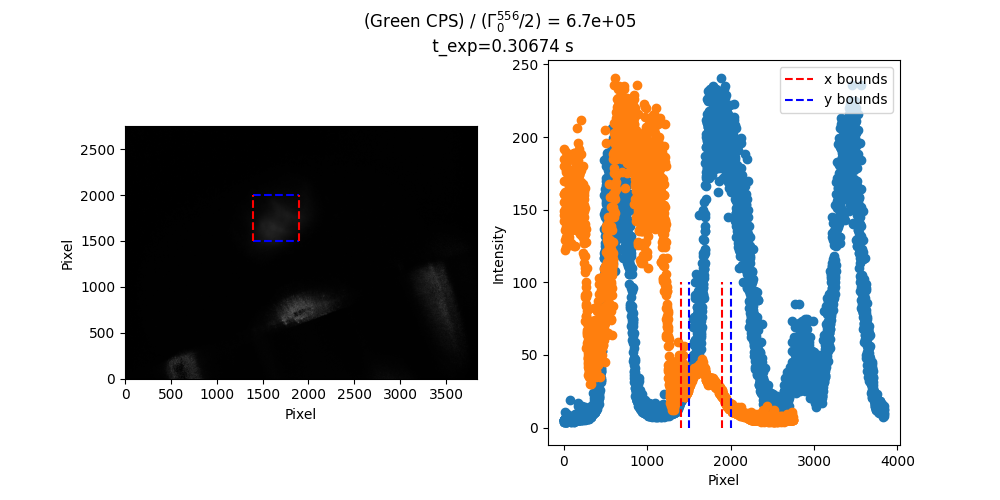 (Green CPS) / (Γ₀⁵⁵⁶/2) = 6.7e+05
t_exp=0.30674 s
Pixel
2500
2000
1500
1000
500
0
0 500 1000 1500 2000 2500 3000 3500
Pixel
Intensity
250
200
150
100
50
0
x bounds
y bounds
0 1000 2000 3000 4000
Pixel